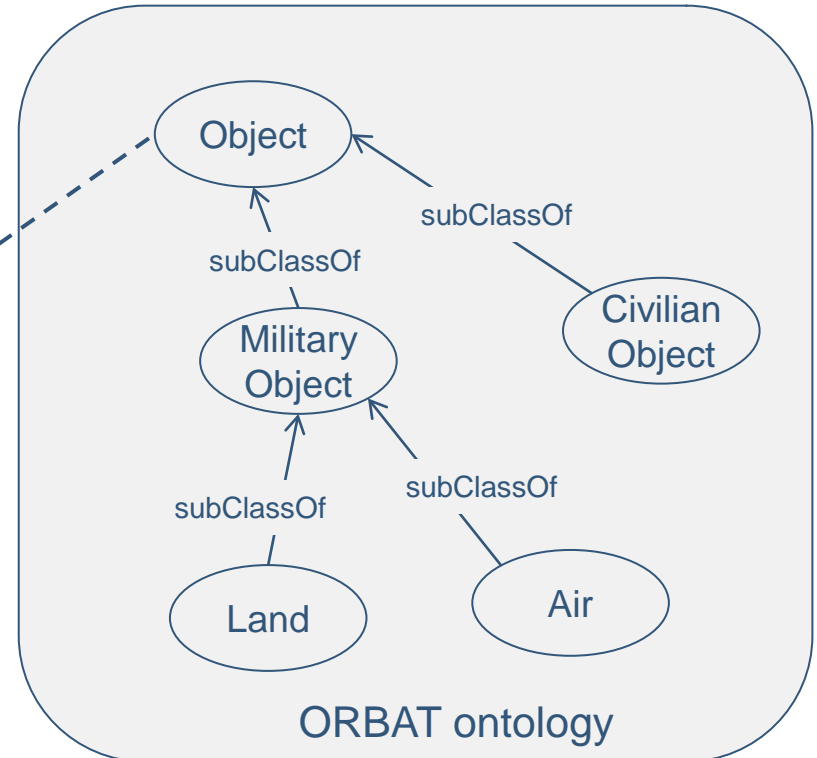 Object
subClassOf
subClassOf
Civilian
Object
Military
Object
subClassOf
subClassOf
Land
Air
ORBAT ontology